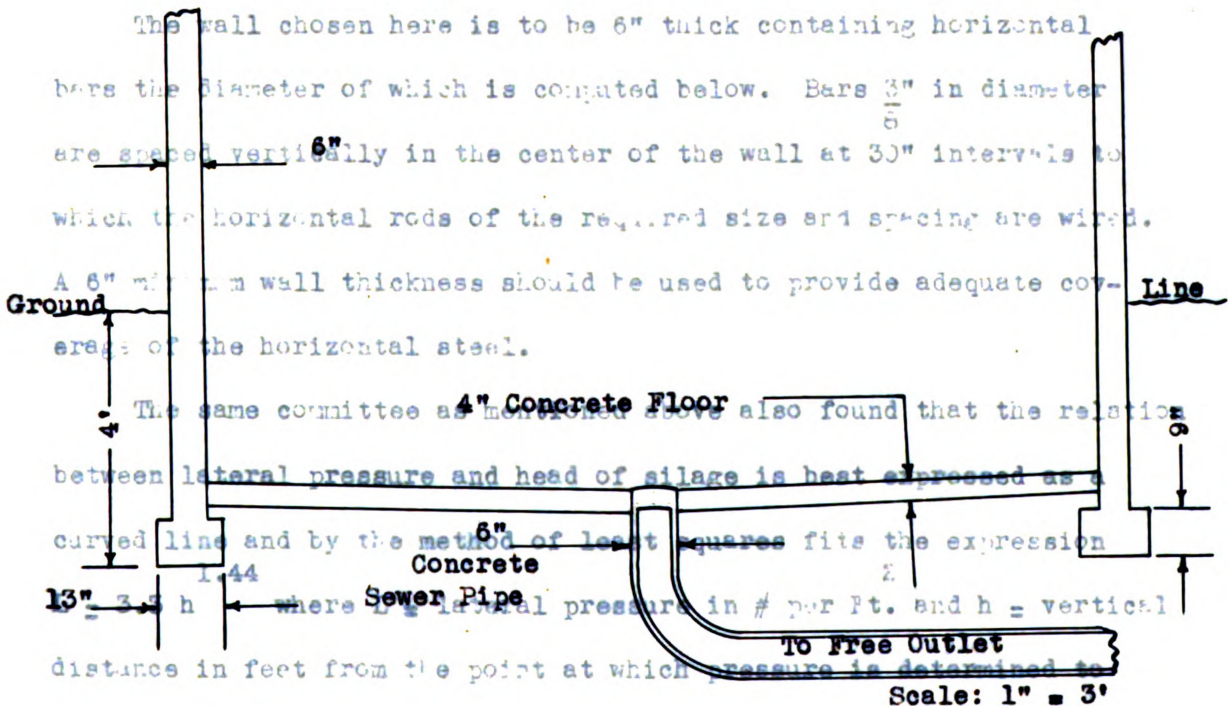 The wall chosen here is to be 6" thick containing horizontal
bars the diameter of which is computed below. Bars 3" in diameter
8
6"
are spaced vertically in the center of the wall at 30" intervals to
which the horizontal rods of the required size and spacing are wired.
A 6" minimum wall thickness should be used to provide adequate cov-
Ground
Line
erage of the horizontal steel.
4'
4" Concrete Floor
9"
The same committee as mentioned above also found that the relation
between lateral pressure and head of silage is best expressed as a
6"
curved line and by the method of least squares fits the expression
Concrete
1.44
2
13"
Sewer Pipe
= 3.5 h where L = lateral pressure in # per Ft. and h = vertical
To Free Outlet
distance in feet from the point at which pressure is determined to
Scale: 1" = 3'